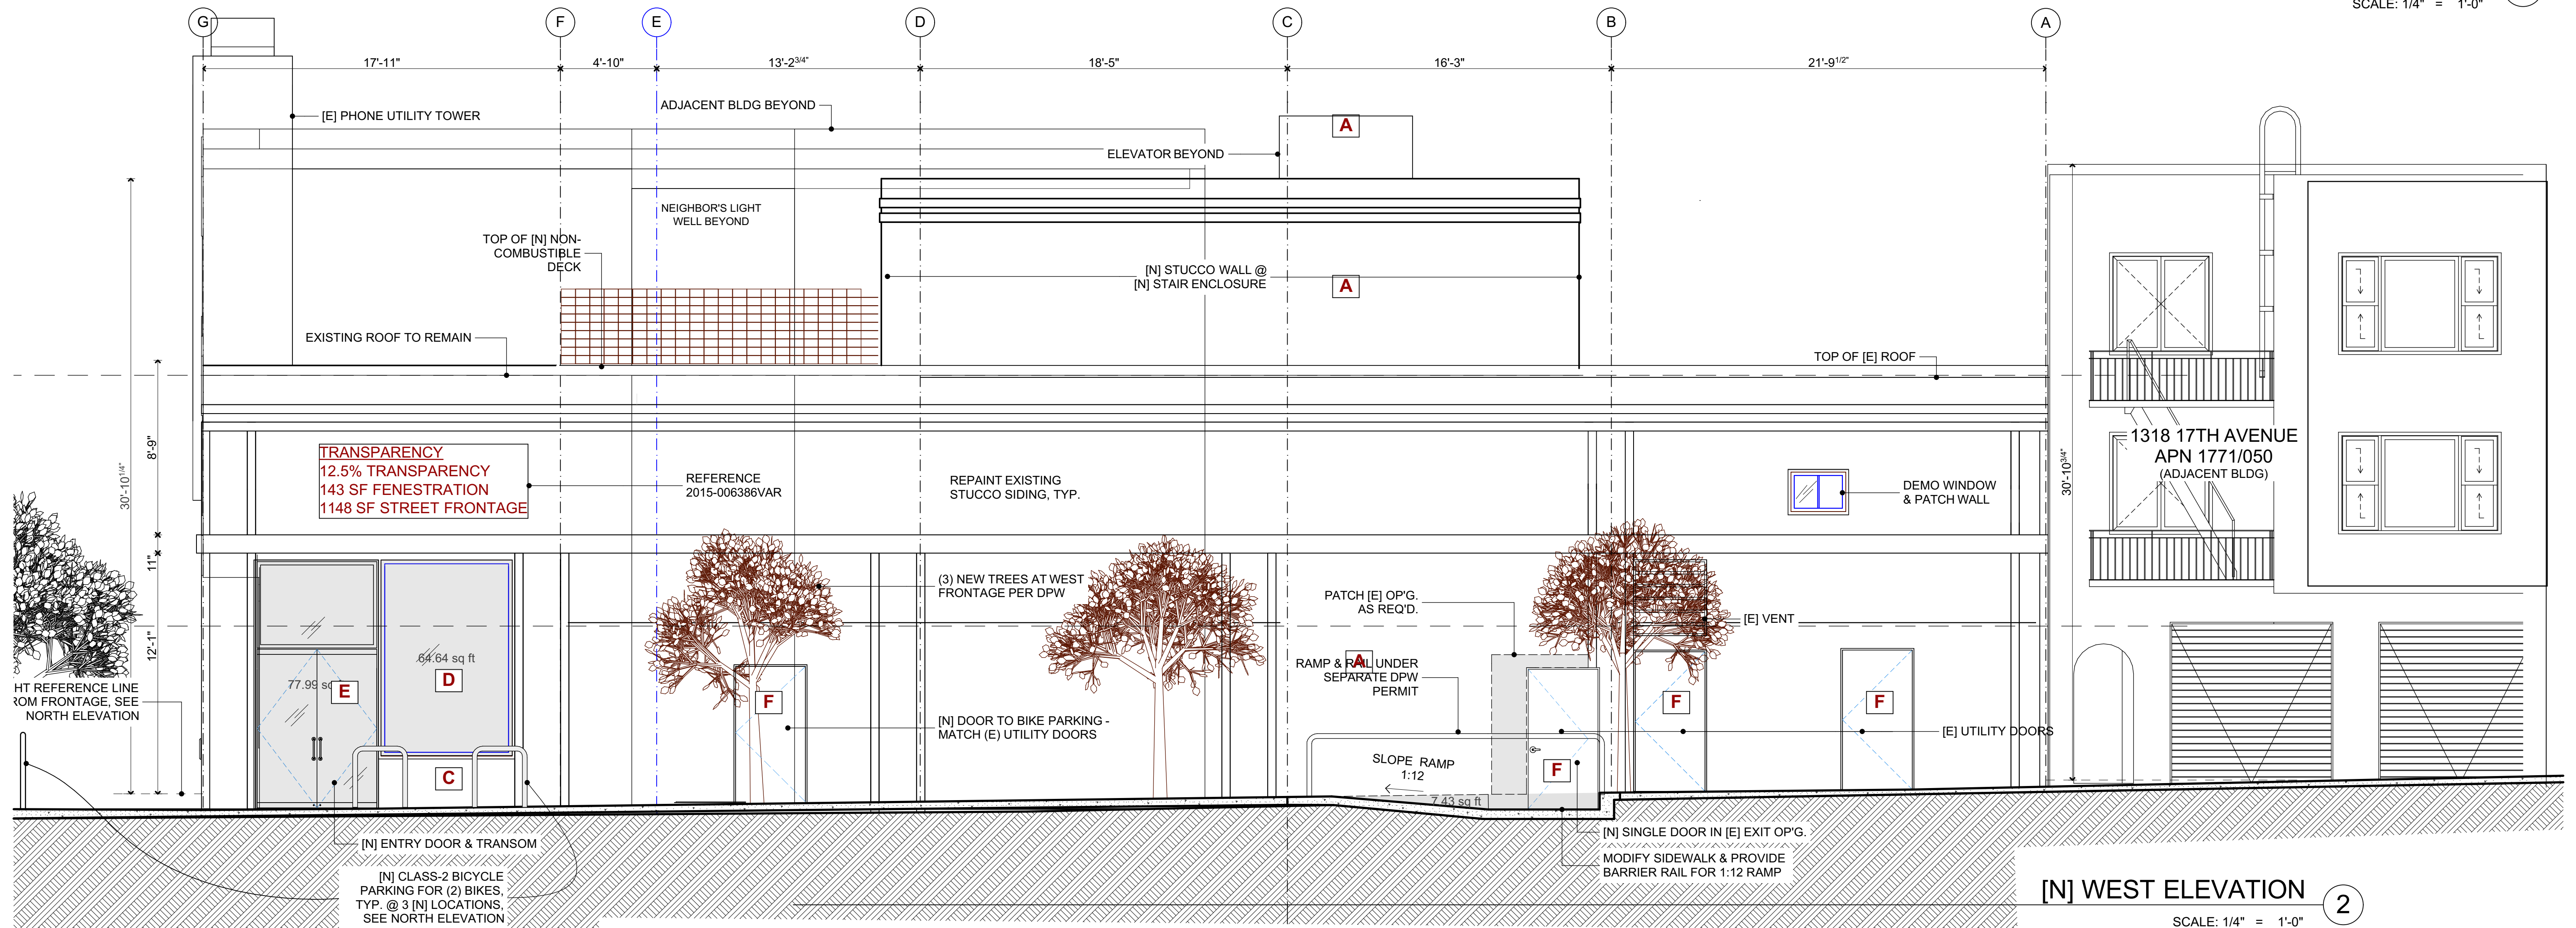 SCALE: 1/4" = 1'-0"
G
F
E
D
C
B
A
17'-11"
4'-10"
13'-2 3/4"
18'-5"
16'-3"
21'-9 1/2"
[E] PHONE UTILITY TOWER
ADJACENT BLDG BEYOND
A
ELEVATOR BEYOND
NEIGHBOR'S LIGHT
WELL BEYOND
TOP OF [N] NON-
COMBUSTIBLE
DECK
[N] STUCCO WALL @
[N] STAIR ENCLOSURE
A
EXISTING ROOF TO REMAIN
TOP OF [E] ROOF
30'-10 1/4"
8'-9"
11"
12'-1"
TRANSPARENCY
12.5% TRANSPARENCY
143 SF FENESTRATION
1148 SF STREET FRONTAGE
REFERENCE
2015-006386VAR
REPAINT EXISTING
STUCCO SIDING, TYP.
DEMO WINDOW
& PATCH WALL
30'-10 3/4"
1318 17TH AVENUE
APN 1771/050
(ADJACENT BLDG)
(3) NEW TREES AT WEST
FRONTAGE PER DPW
PATCH [E] OP'G.
AS REQ'D.
[E] VENT
64.64 sq ft
77.99 sq
E
D
C
F
A
RAMP & RAIL UNDER
SEPARATE DPW
PERMIT
F
F
HT REFERENCE LINE
ROM FRONTAGE, SEE
NORTH ELEVATION
[N] DOOR TO BIKE PARKING -
MATCH (E) UTILITY DOORS
[E] UTILITY DOORS
SLOPE RAMP
1:12
F
7.43 sq ft
[N] ENTRY DOOR & TRANSOM
[N] SINGLE DOOR IN [E] EXIT OP'G.
MODIFY SIDEWALK & PROVIDE
BARRIER RAIL FOR 1:12 RAMP
[N] CLASS-2 BICYCLE
PARKING FOR (2) BIKES,
TYP. @ 3 [N] LOCATIONS,
SEE NORTH ELEVATION
[N] WEST ELEVATION
2
SCALE: 1/4" = 1'-0"